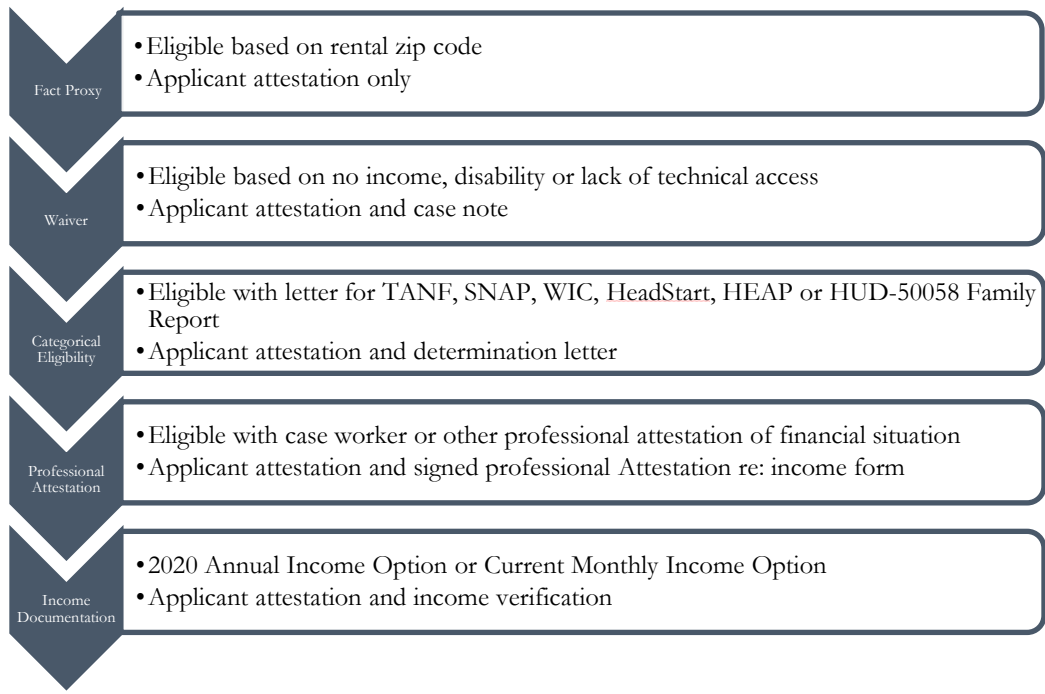 Fact Proxy
•Eligible based on rental zip code
•Applicant attestation only
Waiver
•Eligible based on no income, disability or lack of technical access
•Applicant attestation and case note
Categorical
Eligibility
•Eligible with letter for TANF, SNAP, WIC, HeadStart, HEAP or HUD-50058 Family
Report
•Applicant attestation and determination letter
Professional
Attestation
•Eligible with case worker or other professional attestation of financial situation
•Applicant attestation and signed professional Attestation re: income form
Income
Documentation
•2020 Annual Income Option or Current Monthly Income Option
•Applicant attestation and income verification